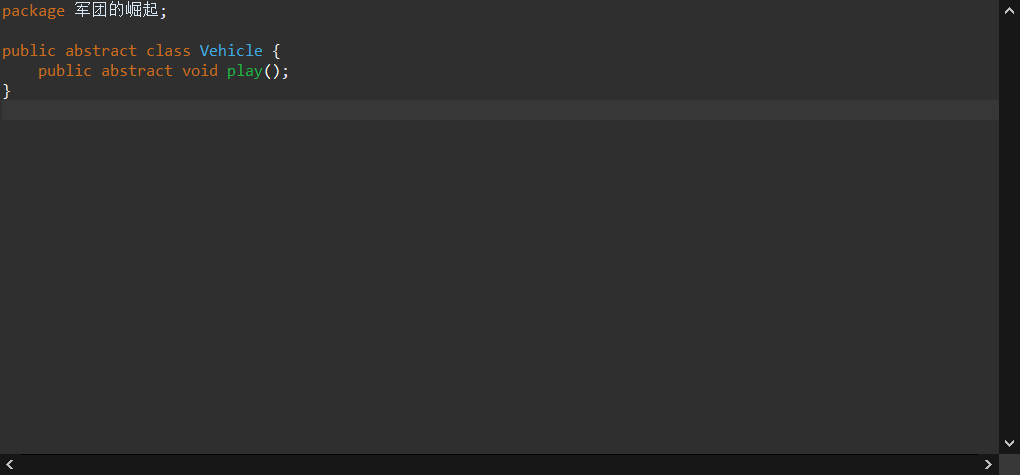 package 军团的崛起;
public abstract class Vehicle {
    public abstract void play();
}